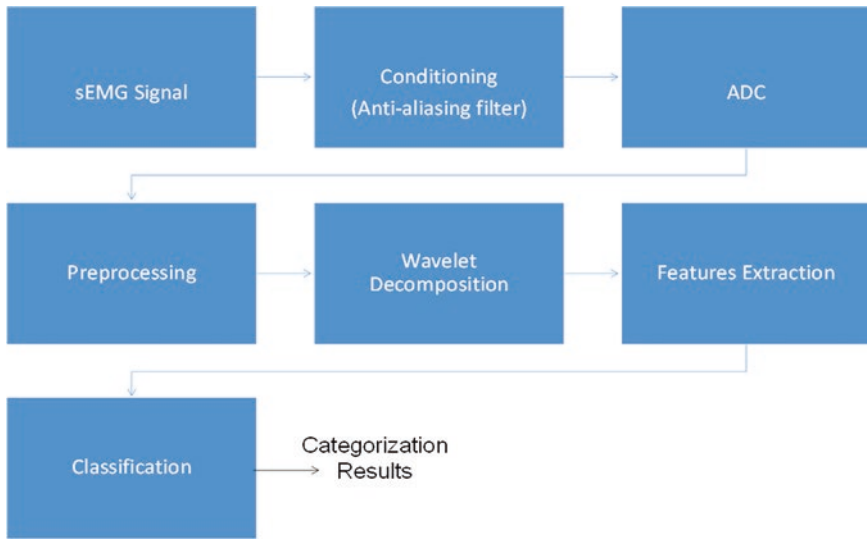 sEMG Signal
Conditioning
(Anti-aliasing filter)
ADC
Preprocessing
Wavelet
Decomposition
Features Extraction
Classification
Categorization
Results